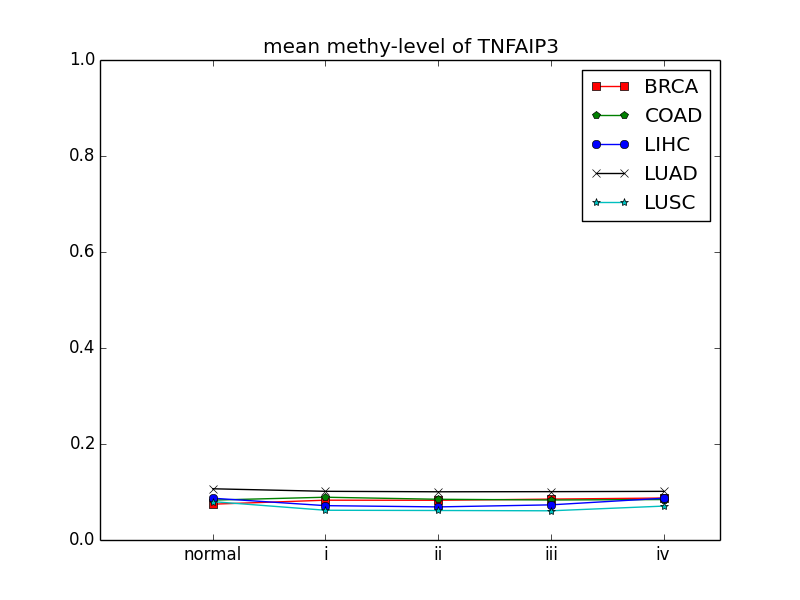 mean methy-level of TNFAIP3
1.0
0.8
0.6
0.4
0.2
0.0
BRCA
COAD
LIHC
LUAD
LUSC
normal i ii iii iv